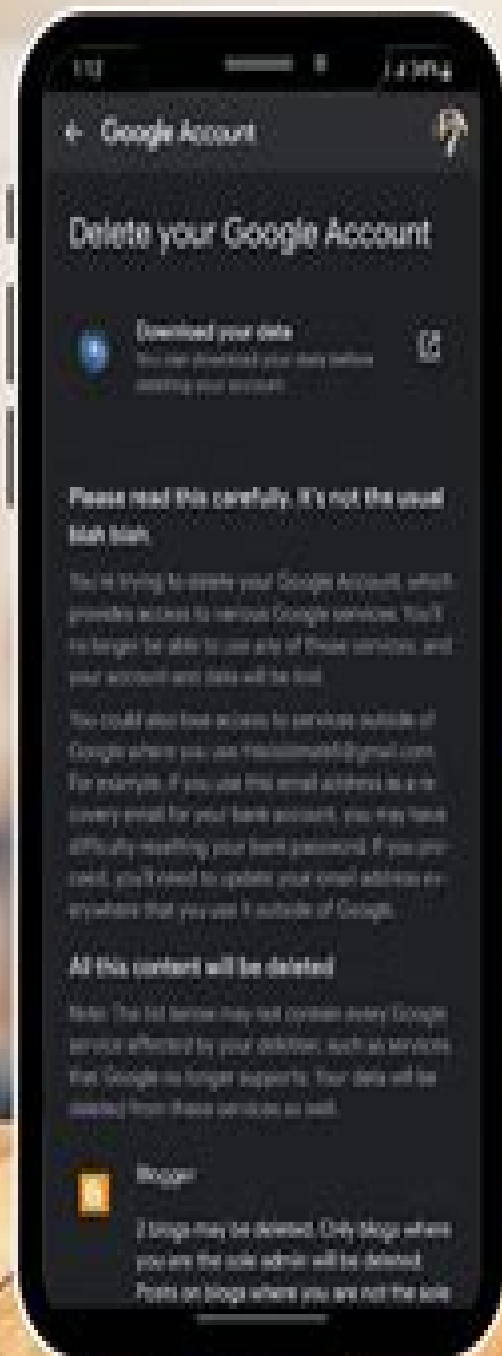 1:12
Google Account
Delete your Google Account
Download your data
You can download your data before
deleting your account.
Please read this carefully. It's not the usual
blah blah.
You're trying to delete your Google Account, which
provides access to various Google services. You'll
no longer be able to use any of those services, and
your account and data will be lost.
You could also lose access to services outside of
Google where you use
For example, if you use this email address as a re-
covery email for your bank account, you may have
difficulty resetting your bank password. If you pro-
ceed, you'll need to update your email address ev-
erywhere that you use it outside of Google.
All this content will be deleted
Note: The list below may not contain every Google
service affected by your deletion, such as services
that Google no longer supports. Your data will be
deleted from these services as well.
Blogger
2 blogs may be deleted. Only blogs where
you are the sole admin will be deleted.
Posts on blogs where you are not the sole